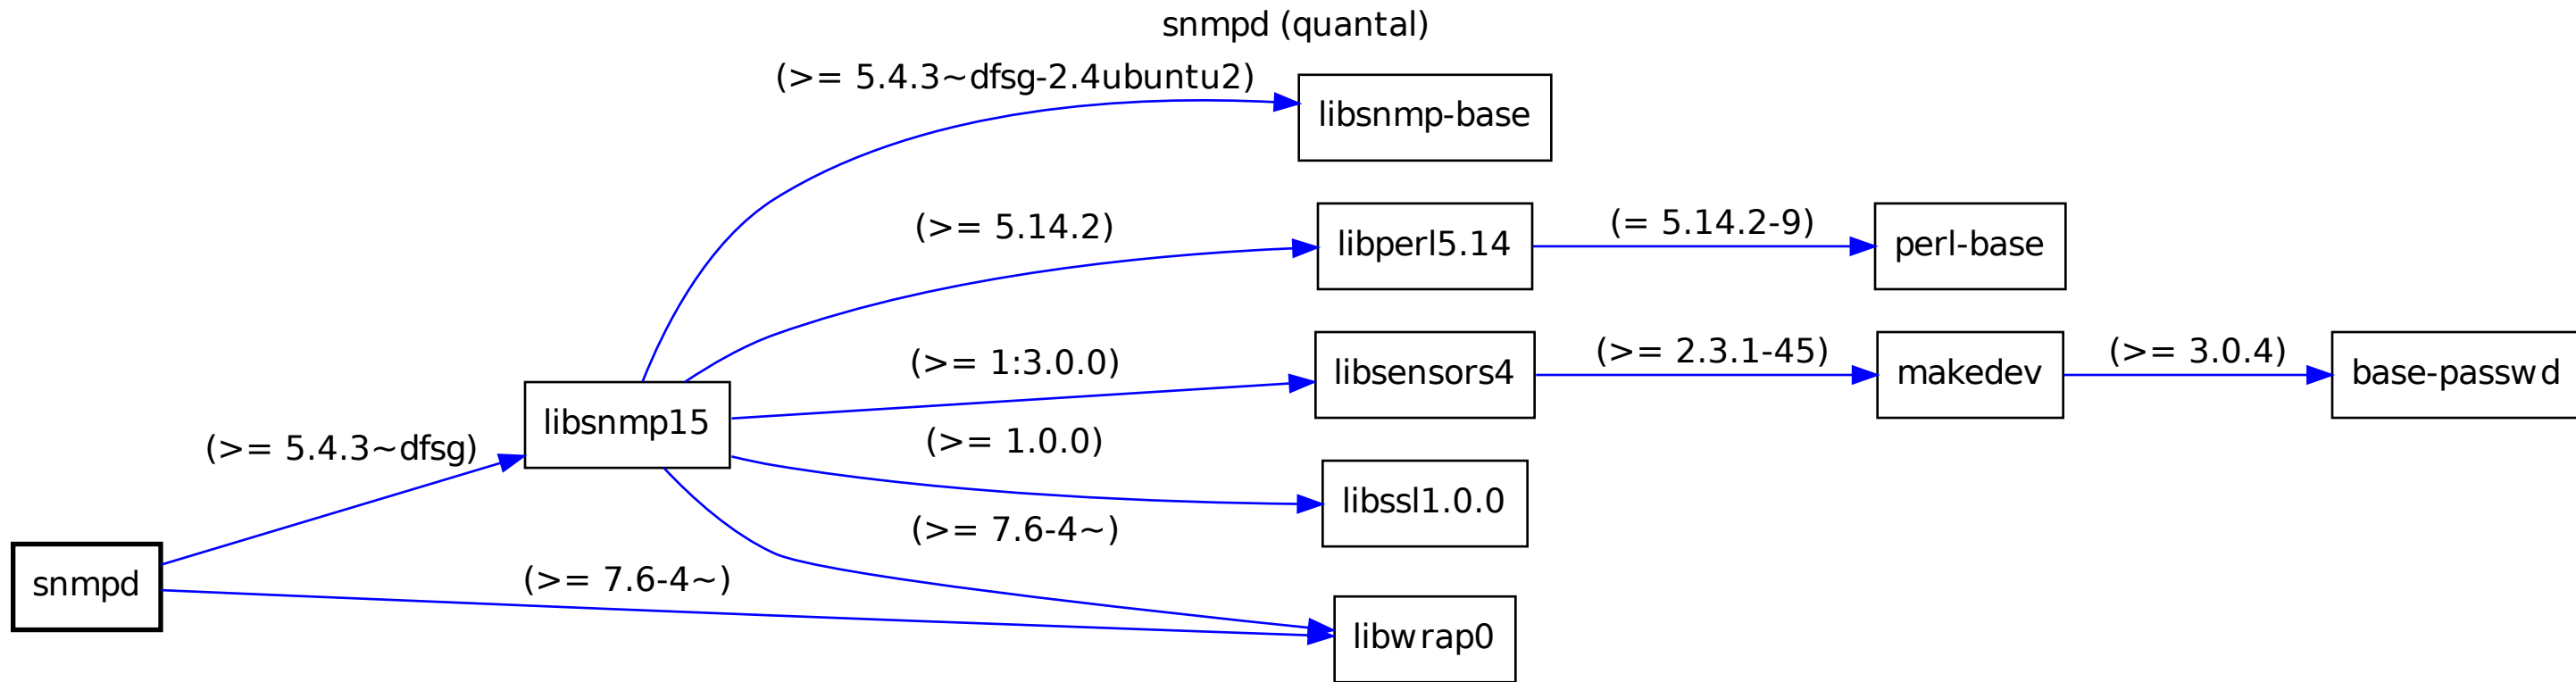 snmpd (quantal)
(>= 5.4.3~dfsg-2.4ubuntu2)
libsnmp-base
(>= 5.14.2)
libperl5.14
(= 5.14.2-9)
perl-base
(>= 1:3.0.0)
libsensors4
(>= 2.3.1-45)
makedev
(>= 3.0.4)
base-passwd
libsnmp15
(>= 5.4.3~dfsg)
(>= 1.0.0)
libssl1.0.0
(>= 7.6-4~)
snmpd
(>= 7.6-4~)
libwrap0